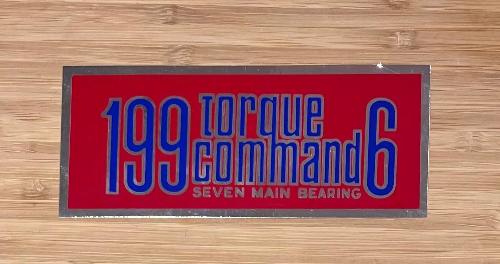 199 Torque Command 6
SEVEN MAIN BEARING